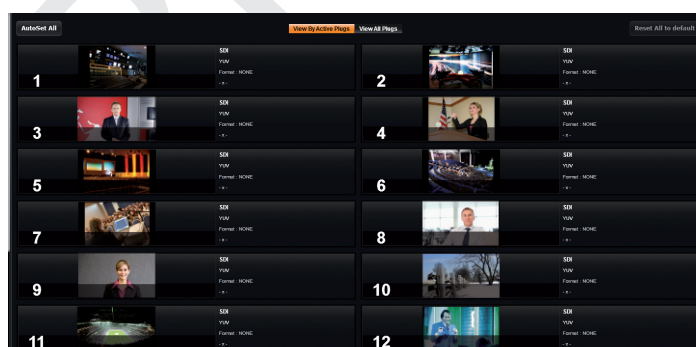 AutoSet All
View By Active Plugs View All Plugs
Reset All to default
1
SDI
YUV
Format : NONE
- x -
2
SDI
YUV
Format : NONE
- x -
3
SDI
YUV
Format : NONE
- x -
4
SDI
YUV
Format : NONE
- x -
5
SDI
YUV
Format : NONE
- x -
6
SDI
YUV
Format : NONE
- x -
7
SDI
YUV
Format : NONE
- x -
8
SDI
YUV
Format : NONE
- x -
9
SDI
YUV
Format : NONE
- x -
10
SDI
YUV
Format : NONE
- x -
11
SDI
YUV
Format : NONE
- x -
12
SDI
YUV
Format : NONE
- x -